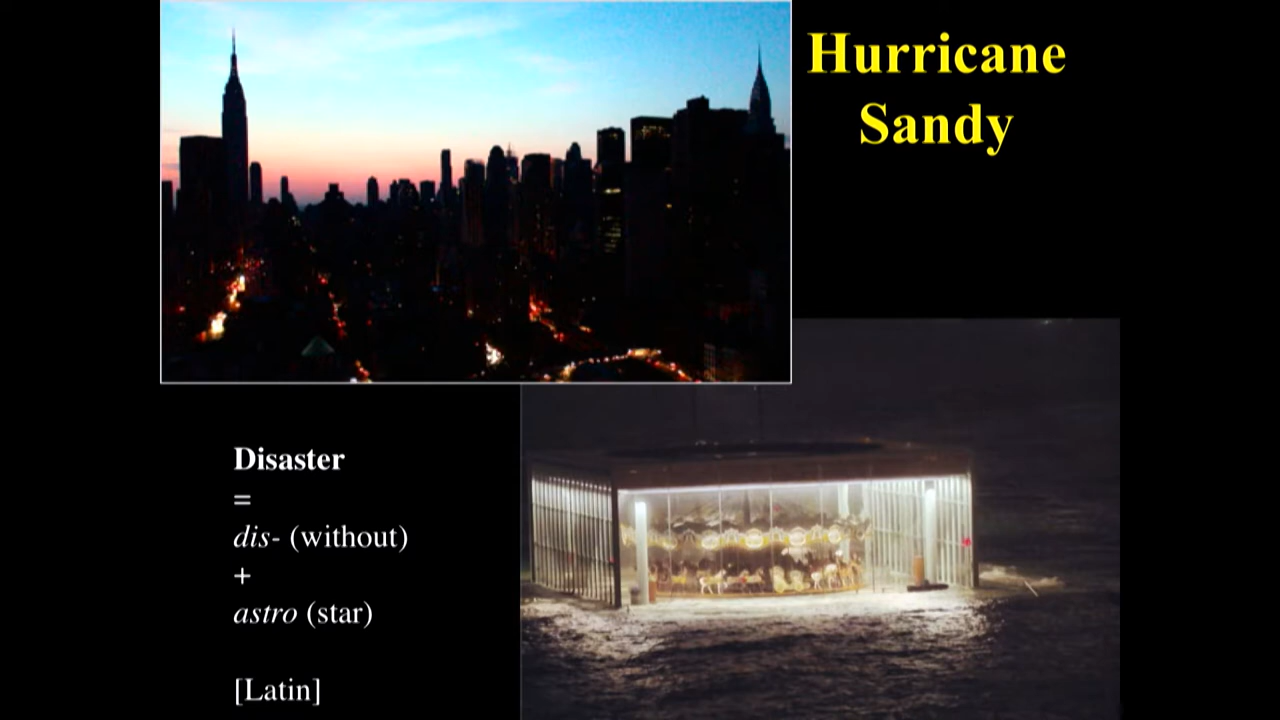 Hurricane
Sandy
Disaster
=
dis- (without)
+
astro (star)
[Latin]